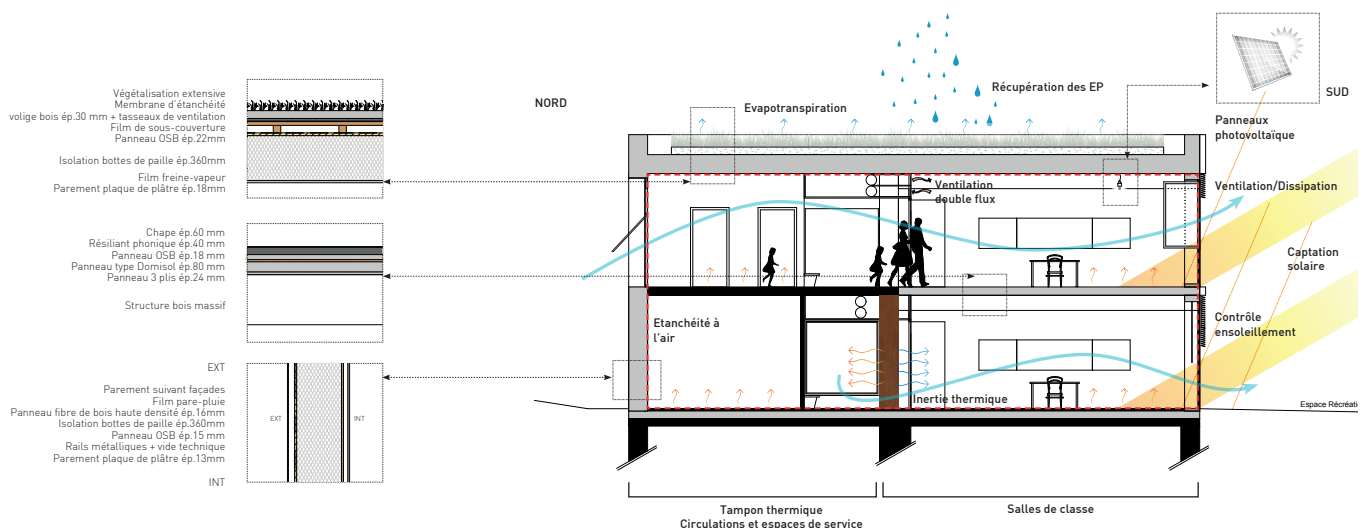 Végétalisation extensive
Membrane d'étanchéité
volige bois ép.30 mm + tasseaux de ventilation
Film de sous-couverture
Panneau OSB ép.22mm
Isolation bottes de paille ép.360mm
Film freine-vapeur
Parement plaque de plâtre ép.18mm
Chape ép.60 mm
Résiliant phonique ép.40 mm
Panneau OSB ép.18 mm
Panneau type Domisol ép.80 mm
Panneau 3 plis ép.24 mm
Structure bois massif
EXT
Parement suivant façades
Film pare-pluie
Panneau fibre de bois haute densité ép.16mm
Isolation bottes de paille ép.360mm
Panneau OSB ép.15 mm
Rails métalliques + vide technique
Parement plaque de plâtre ép.13mm
INT
EXT
INT
NORD
Evapotranspiration
Récupération des EP
SUD
Panneaux
photovoltaïque
Ventilation
double flux
Ventilation/Dissipation
Captation
solaire
Etanchéité à
l'air
Contrôle
ensoleillement
Inertie thermique
Espace Récréati
Tampon thermique
Circulations et espaces de service
Salles de classe